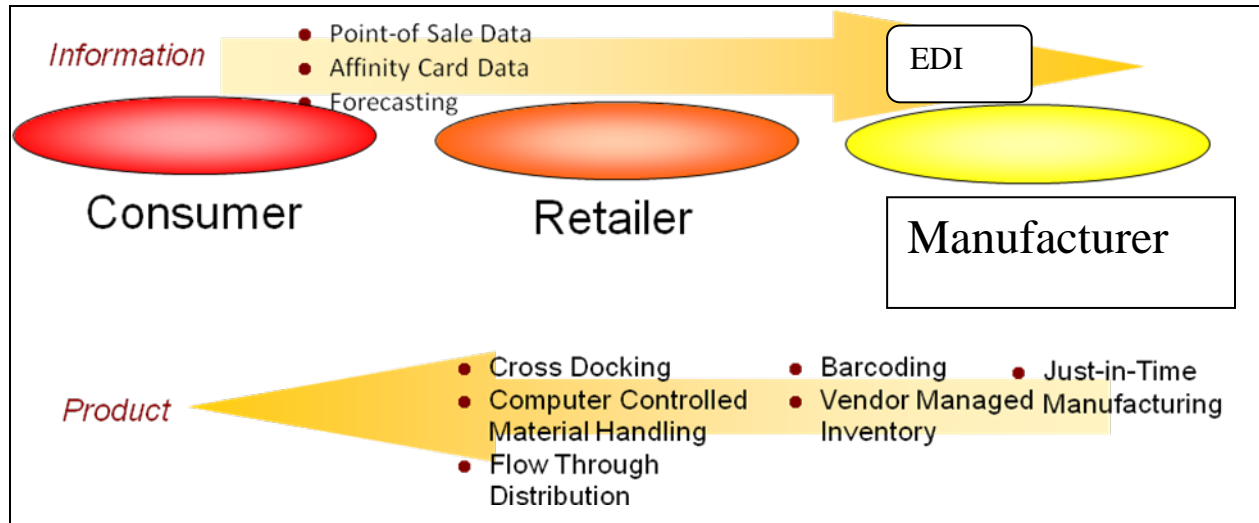 Information
Point-of Sale Data
Affinity Card Data
Forecasting
EDI
Consumer
Retailer
Manufacturer
Product
Cross Docking
Computer Controlled
Material Handling
Flow Through
Distribution
Barcoding
Vendor Managed
Inventory
Just-in-Time
Manufacturing